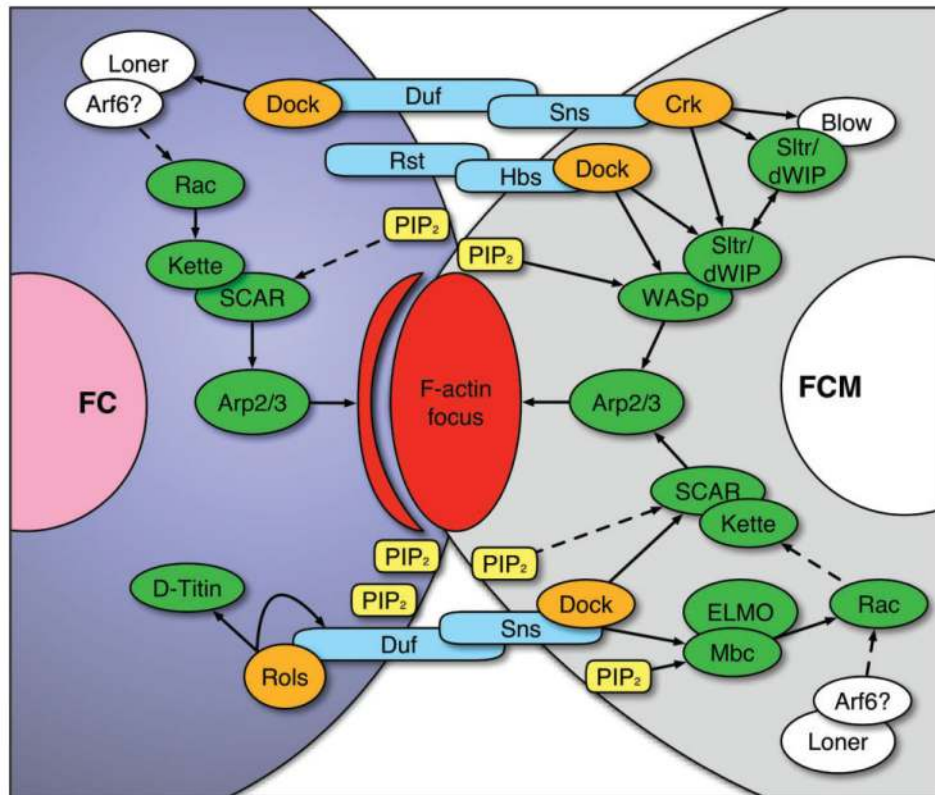 Loner
Arf6?
Dock
Duf
Sns
Crk
Blow
Sltr/
dWIP
Rst
Hbs
Dock
Rac
PIP₂
PIP₂
Sltr/
dWIP
Kette
SCAR
WASp
FC
Arp2/3
F-actin
focus
Arp2/3
FCM
SCAR
Kette
PIP₂
PIP₂
D-Titin
PIP₂
Dock
ELMO
Rac
Duf
Sns
Mbc
Rols
PIP₂
Arf6?
Loner